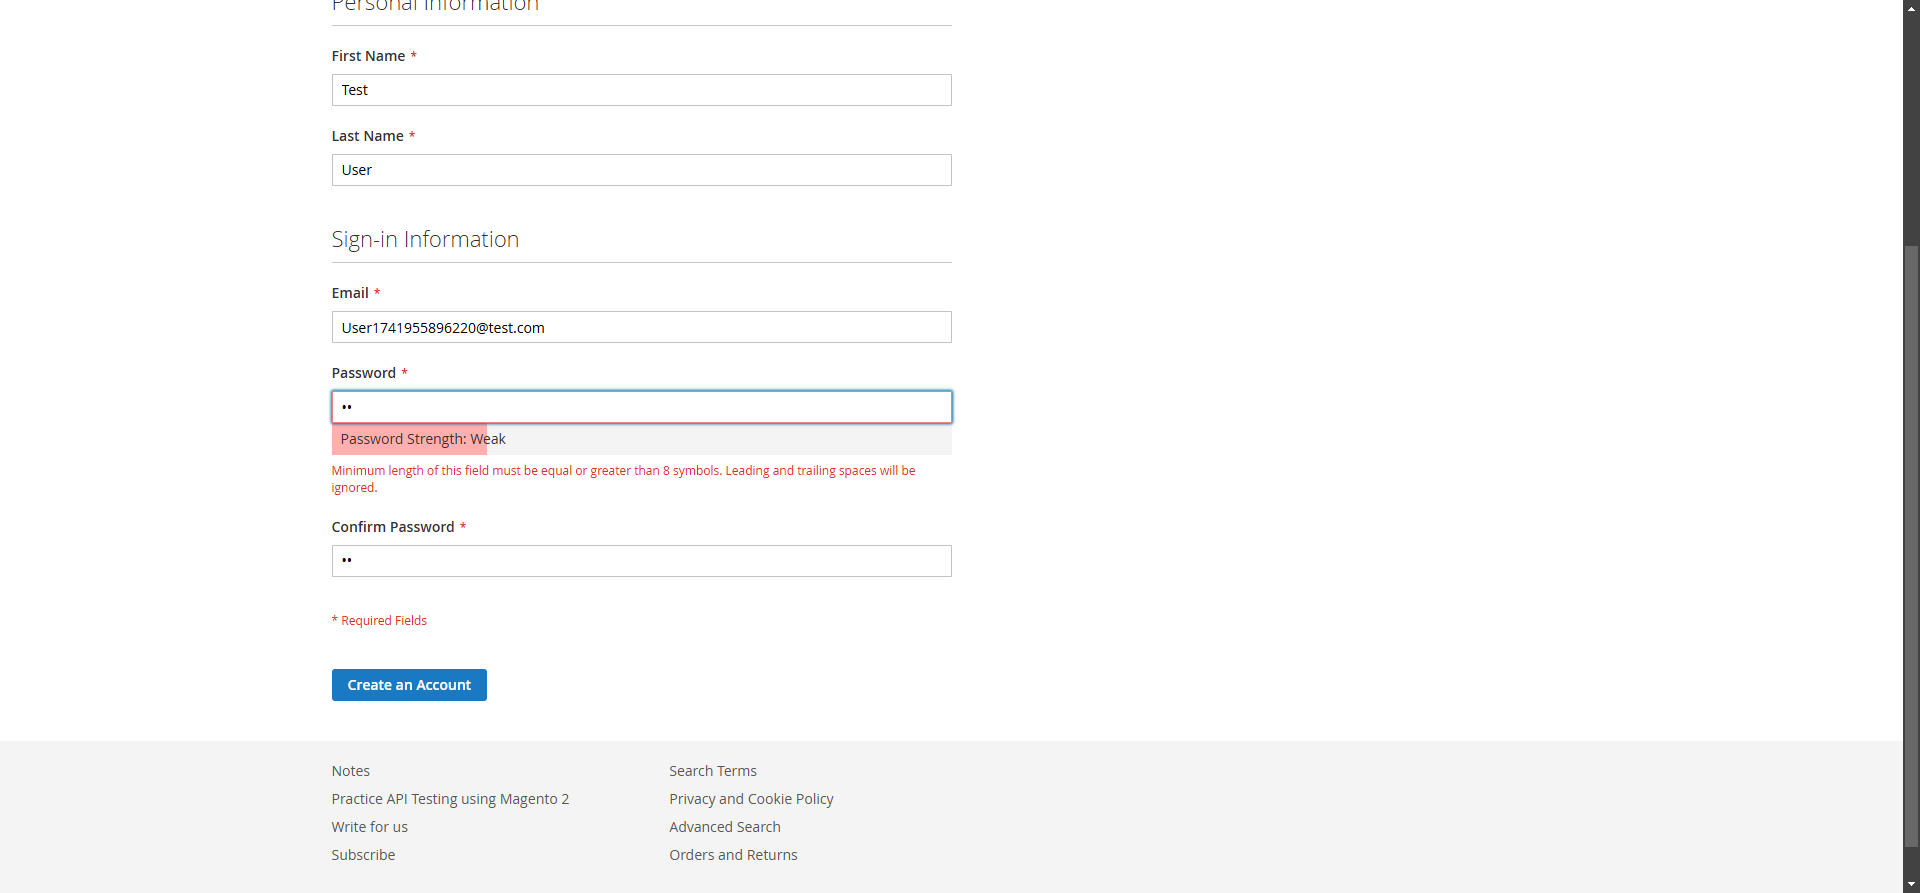 Personal Information
First Name *
Test
Last Name *
User
Sign-in Information
Email *
User1741955896220@test.com
Password *
••
Password Strength: Weak
Minimum length of this field must be equal or greater than 8 symbols. Leading and trailing spaces will be
ignored.
Confirm Password *
••
* Required Fields
Create an Account
Notes
Practice API Testing using Magento 2
Write for us
Subscribe
Search Terms
Privacy and Cookie Policy
Advanced Search
Orders and Returns